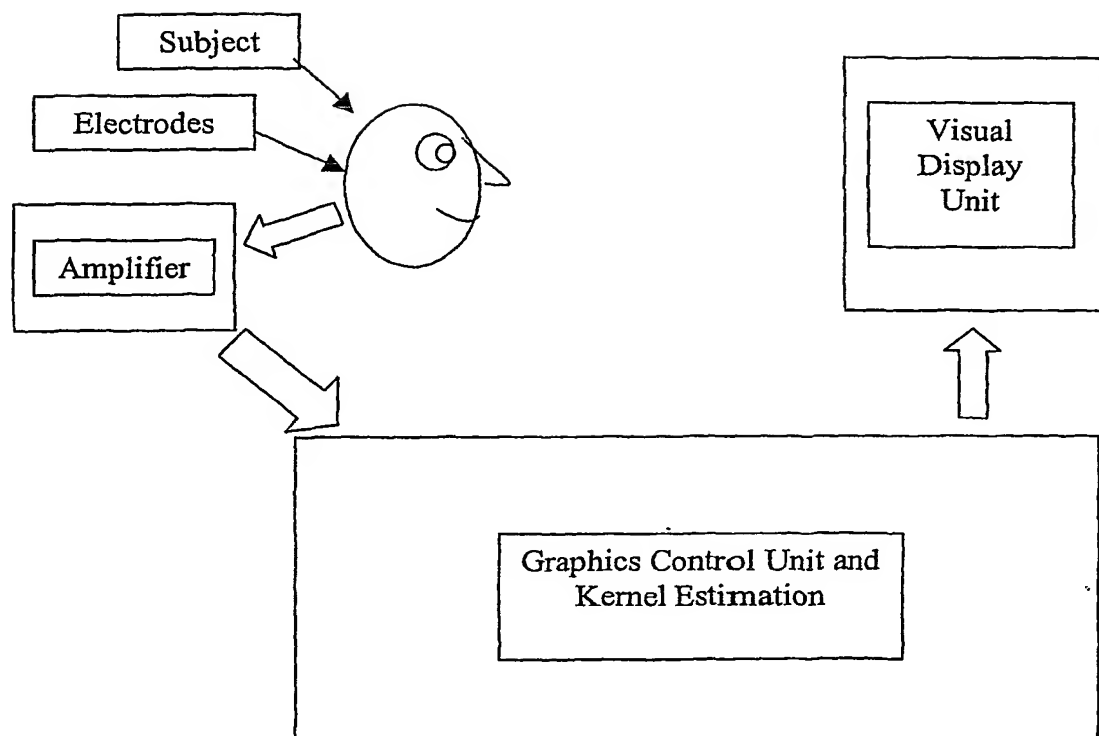 Subject
Electrodes
Amplifier
Visual
Display
Unit
Graphics Control Unit and
Kernel Estimation